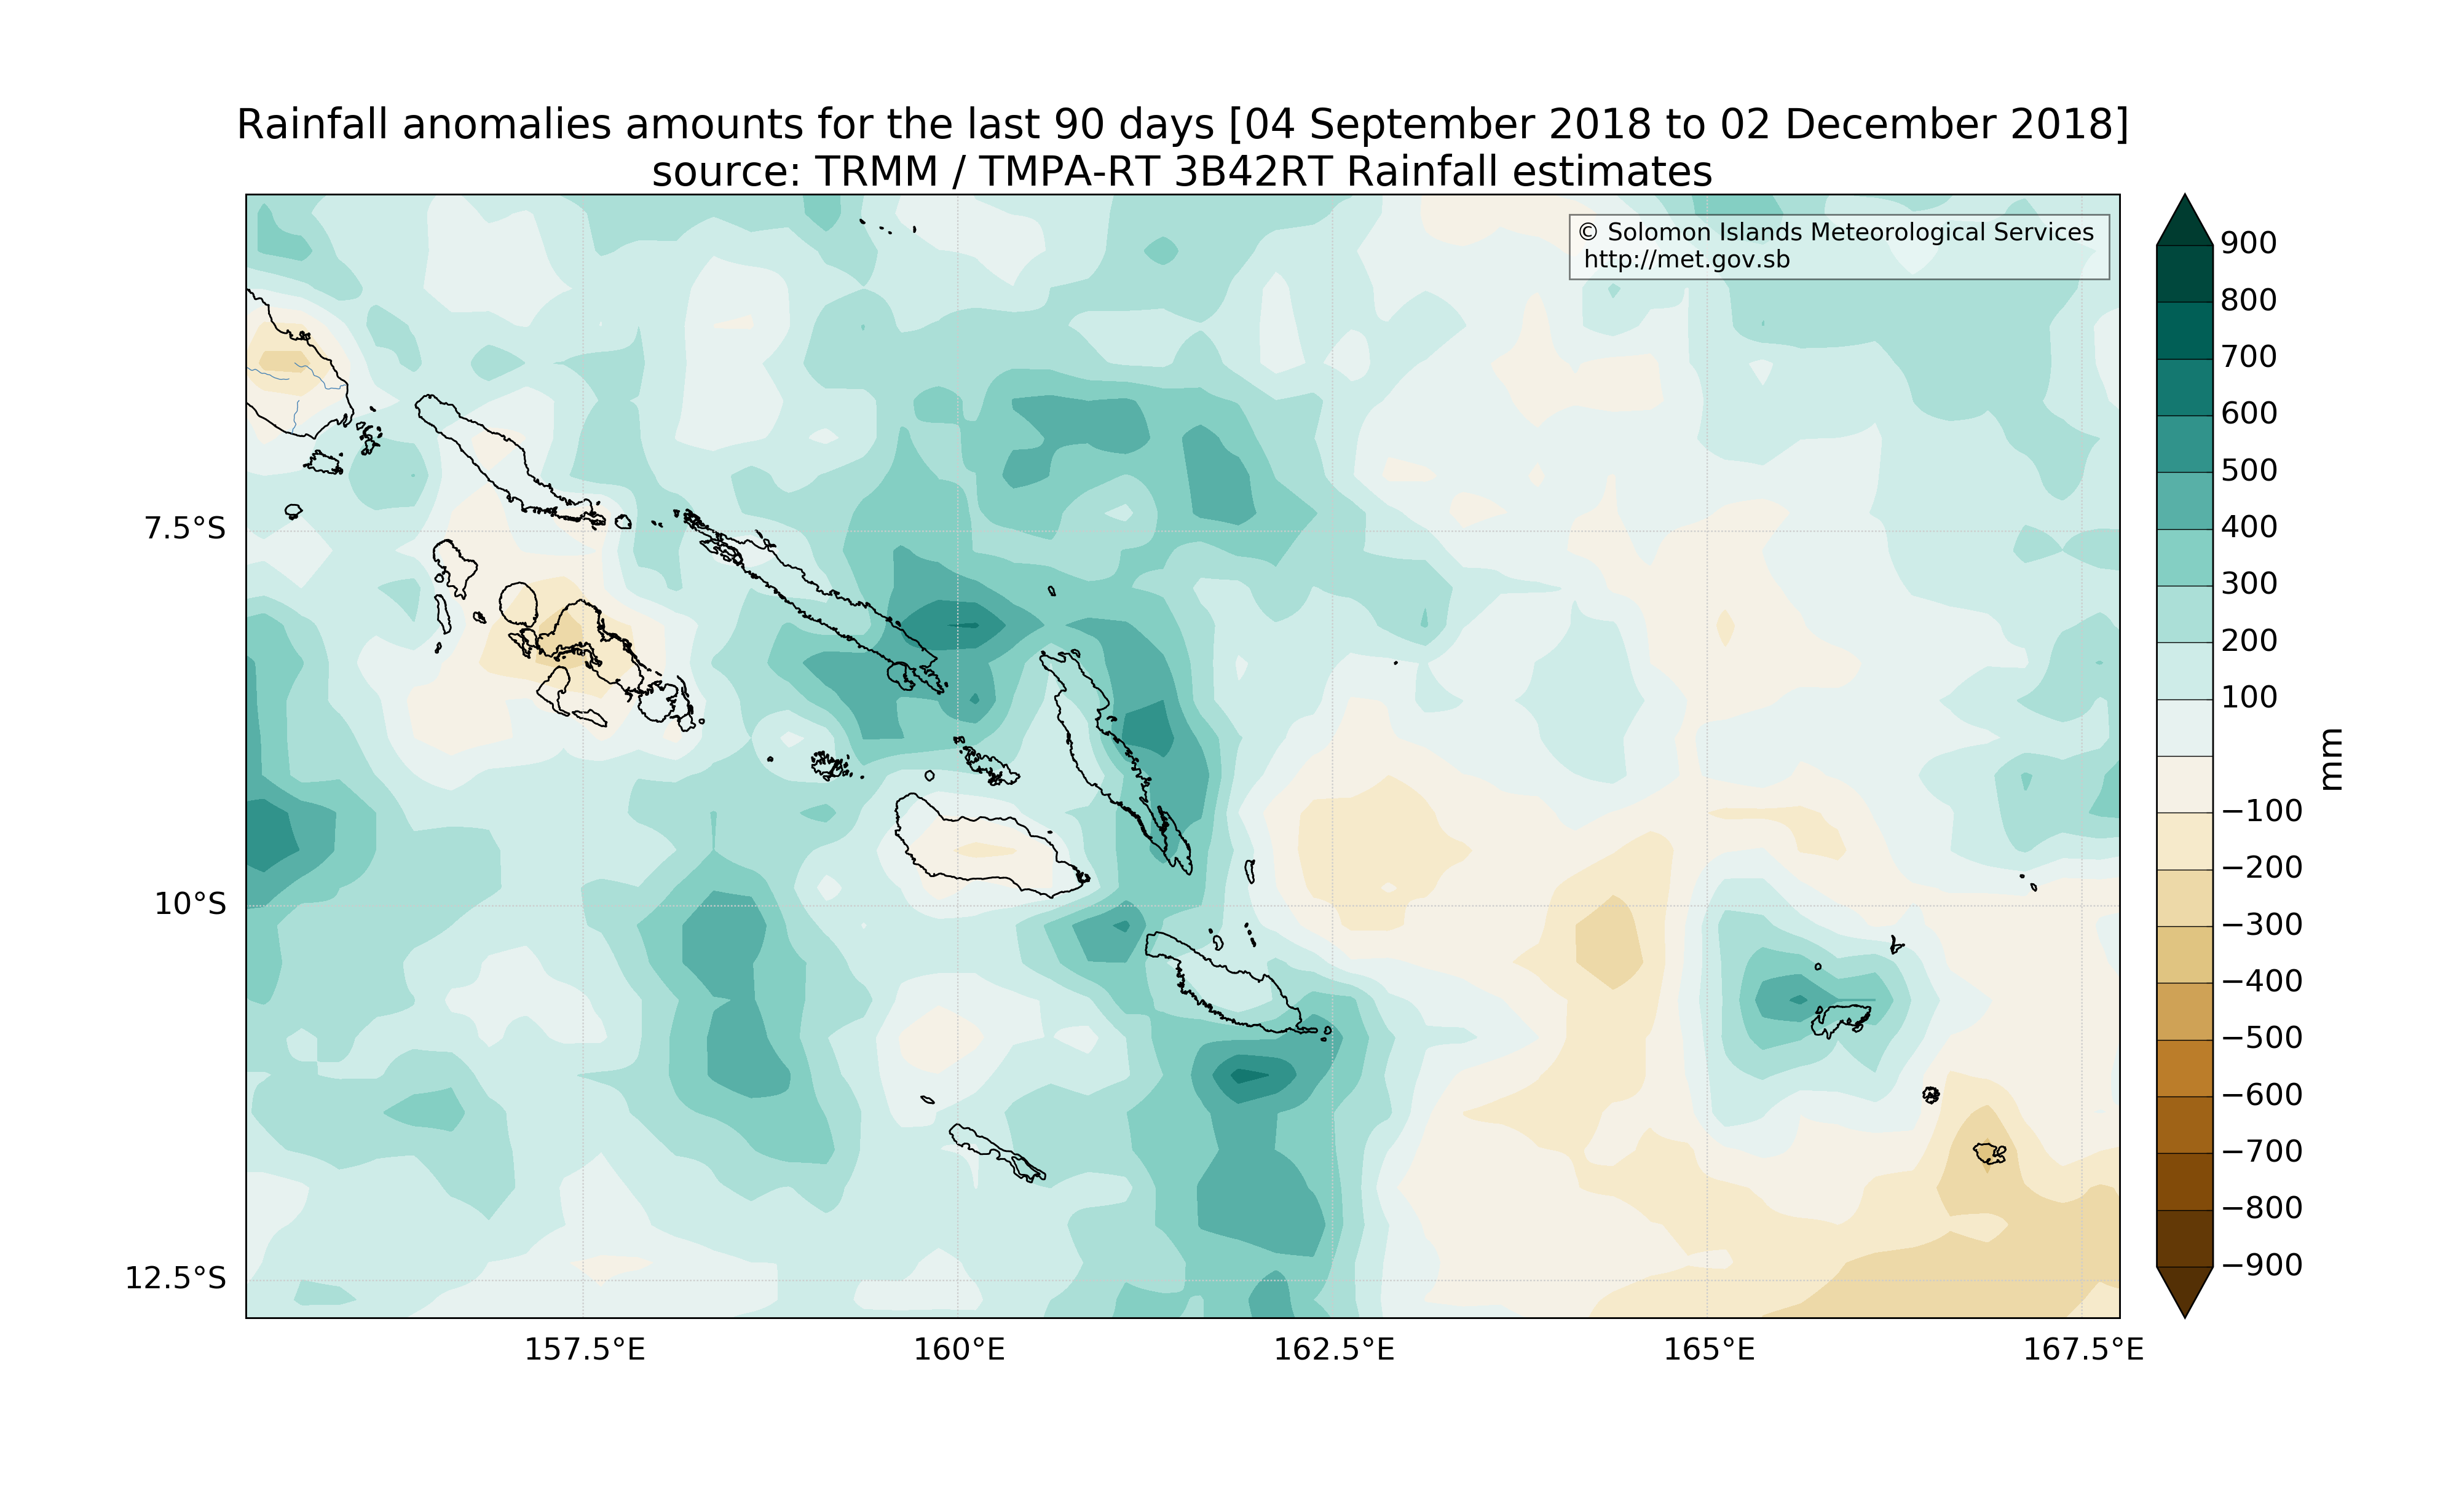 Rainfall anomalies amounts for the last 90 days [04 September 2018 to 02 December 2018]
source: TRMM / TMPA-RT 3B42RT Rainfall estimates
© Solomon Islands Meteorological Services
http://met.gov.sb
7.5°S
10°S
12.5°S
157.5°E
160°E
162.5°E
165°E
167.5°E
900
800
700
600
500
400
300
200
100
−100
−200
−300
−400
−500
−600
−700
−800
−900
mm